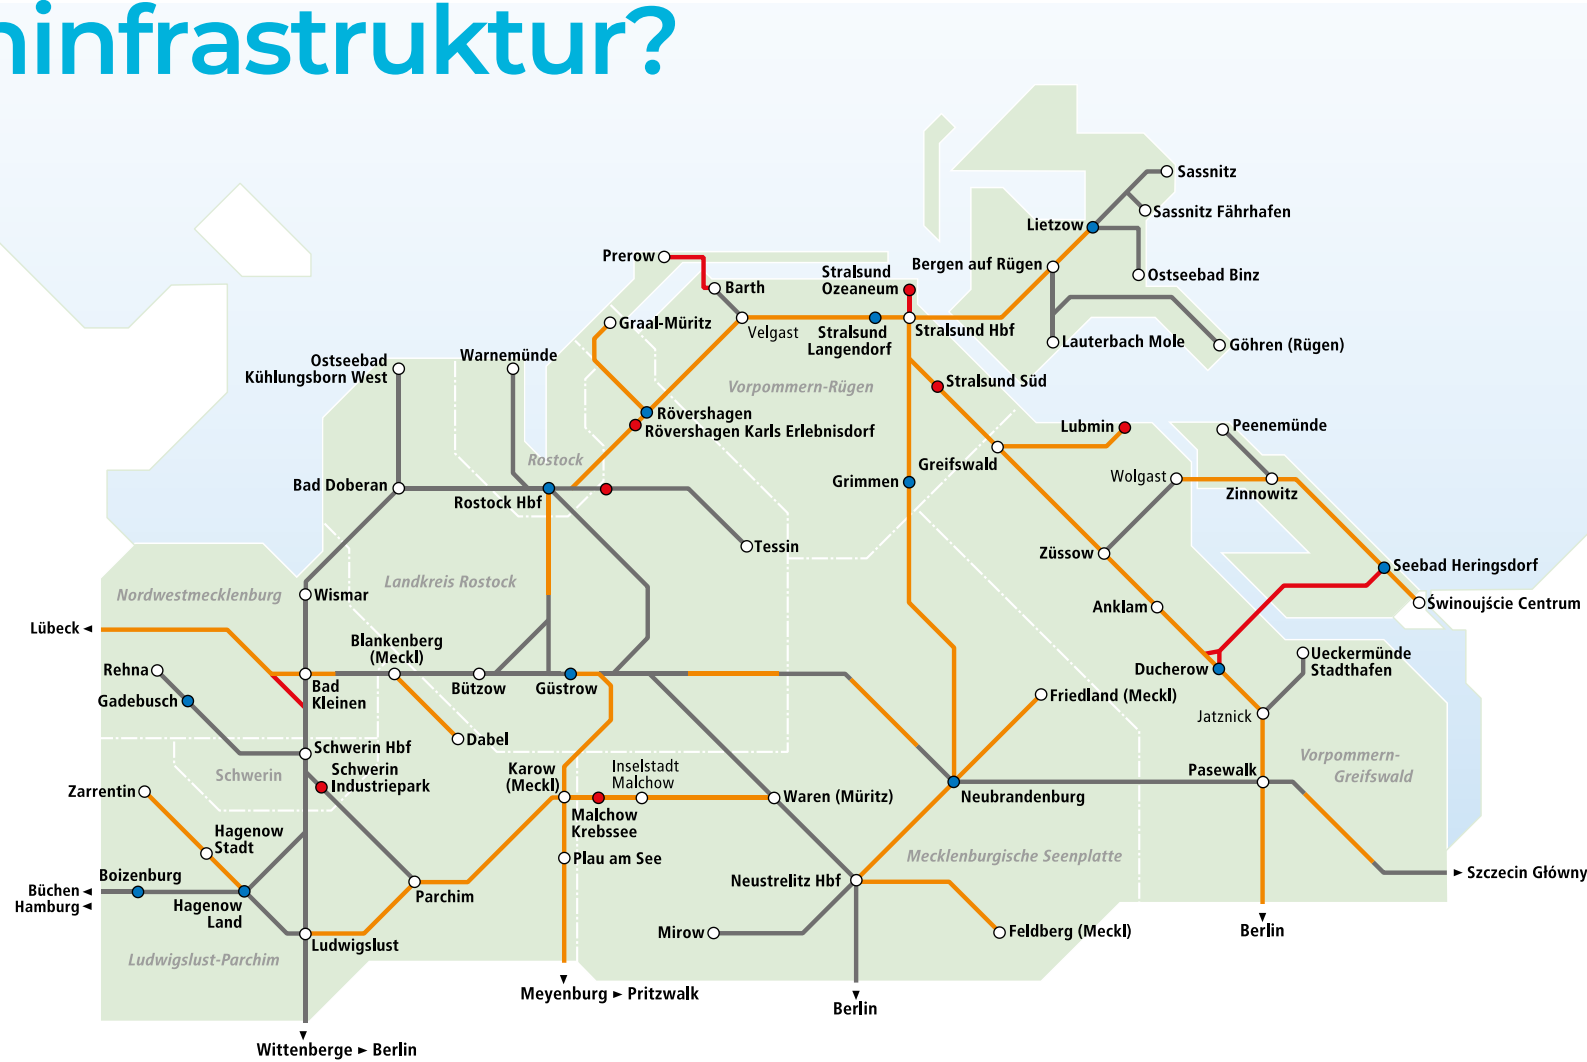 ninfrastruktur?
Sassnitz
Sassnitz Fährhafen
Lietzow
Prerow
Stralsund
Ozeaneum
Bergen auf Rügen
Ostseebad Binz
Barth
Graal-Müritz
Velgast
Stralsund
Langendorf
Stralsund Hbf
Lauterbach Mole
Göhren (Rügen)
Ostseebad
Kühlungsborn West
Warnemünde
Vorpommern-Rügen
Stralsund Süd
Rövershagen
Rövershagen Karls Erlebnisdorf
Lubmin
Peenemünde
Rostock
Greifswald
Wolgast
Zinnowitz
Bad Doberan
Rostock Hbf
Grimmen
Tessin
Züssow
Seebad Heringsdorf
Landkreis Rostock
Nordwestmecklenburg
Wismar
Anklam
Świnoujście Centrum
Lübeck ◄
Blankenberg
(Meckl)
Rehna
Bad
Kleinen
Bützow
Güstrow
Ducherow
Ueckermünde
Stadthafen
Gadebusch
Friedland (Meckl)
Jatznick
Dabel
Schwerin Hbf
Schwerin
Schwerin
Industriepark
Karow
(Meckl)
Inselstadt
Malchow
Vorpommern-
Greifswald
Pasewalk
Zarrentin
Malchow
Krebssee
Waren (Müritz)
Neubrandenburg
Hagenow
Stadt
Plau am See
Mecklenburgische Seenplatte
Boizenburg
Büchen ◄
Hamburg ◄
Hagenow
Land
Parchim
Neustrelitz Hbf
► Szczecin Główny
Ludwigslust
Mirow
Feldberg (Meckl)
Berlin
Ludwigslust-Parchim
Meyenburg ► Pritzwalk
Berlin
Wittenberge ► Berlin